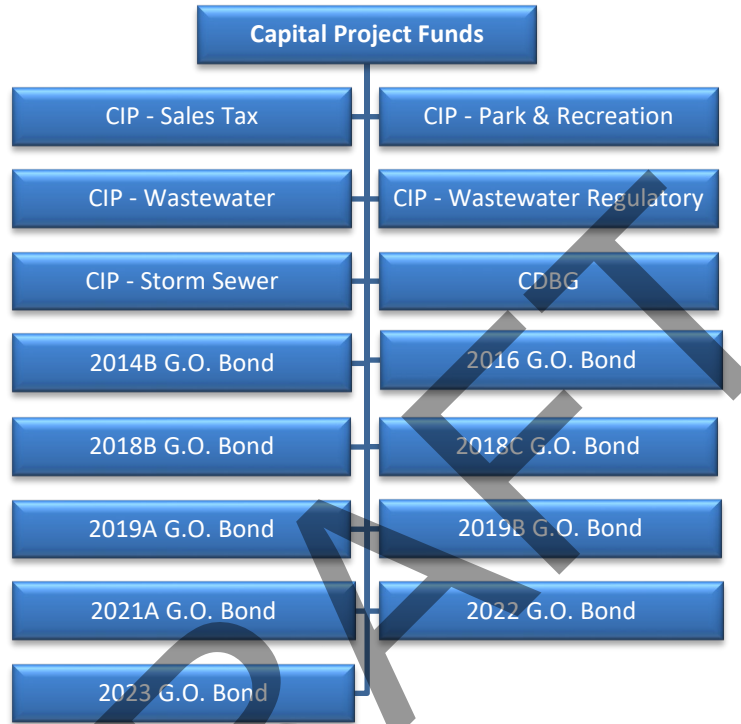 Capital Project Funds
CIP - Sales Tax
CIP - Park & Recreation
CIP - Wastewater
CIP - Wastewater Regulatory
CIP - Storm Sewer
CDBG
2014B G.O. Bond
2016 G.O. Bond
2018B G.O. Bond
2018C G.O. Bond
2019A G.O. Bond
2019B G.O. Bond
2021A G.O. Bond
2022 G.O. Bond
2023 G.O. Bond
DRAFT